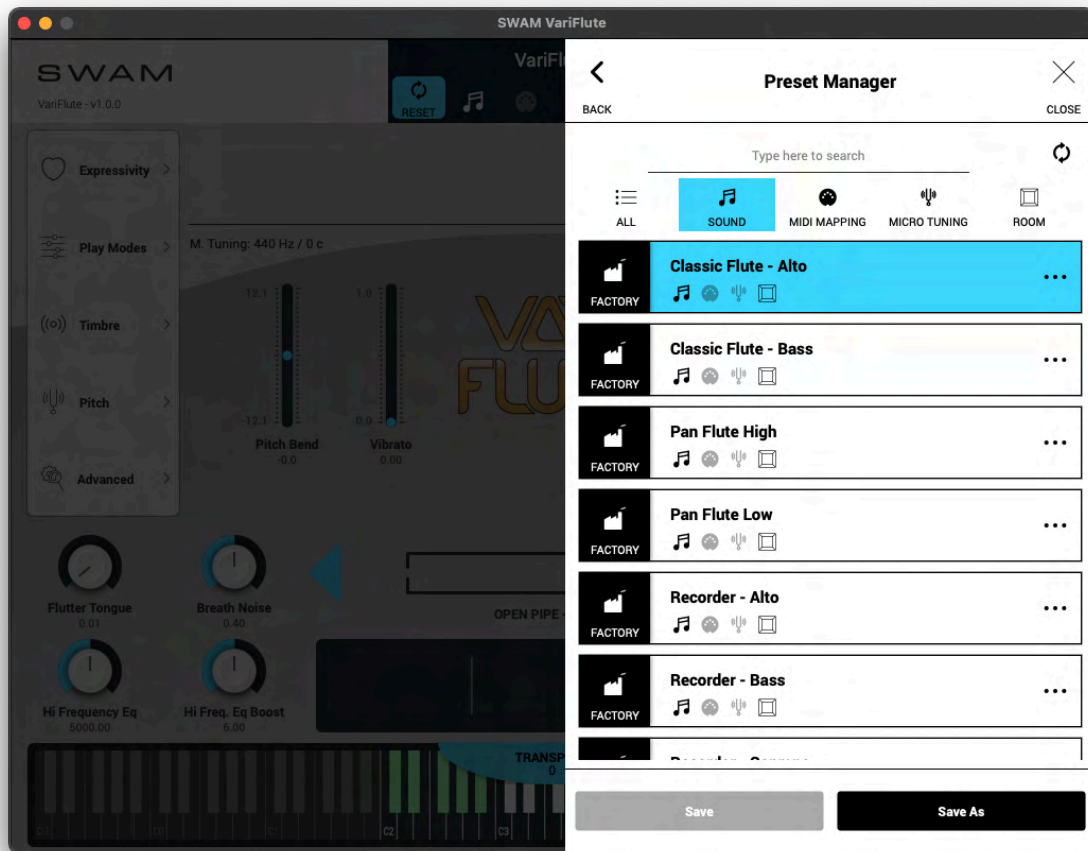 SWAM VariFlute
SWAM
VariFlute - v1.0.0
RESET
Expressivity
Play Modes
Timbre
Pitch
Advanced
M. Tuning: 440 Hz / 0 c
12.1
-12.1
Pitch Bend
-0.0
1.0
0.0
Vibrato
0.00
Flutter Tongue
0.01
Breath Noise
0.40
Hi Frequency Eq
5000.00
Hi Freq. Eq Boost
6.00
OPEN PIPE
0
C2
C3
BACK
Preset Manager
CLOSE
Type here to search
ALL
SOUND
MIDI MAPPING
MICRO TUNING
ROOM
FACTORY
Classic Flute - Alto
FACTORY
Classic Flute - Bass
FACTORY
Pan Flute High
FACTORY
Pan Flute Low
FACTORY
Recorder - Alto
FACTORY
Recorder - Bass
Save
Save As